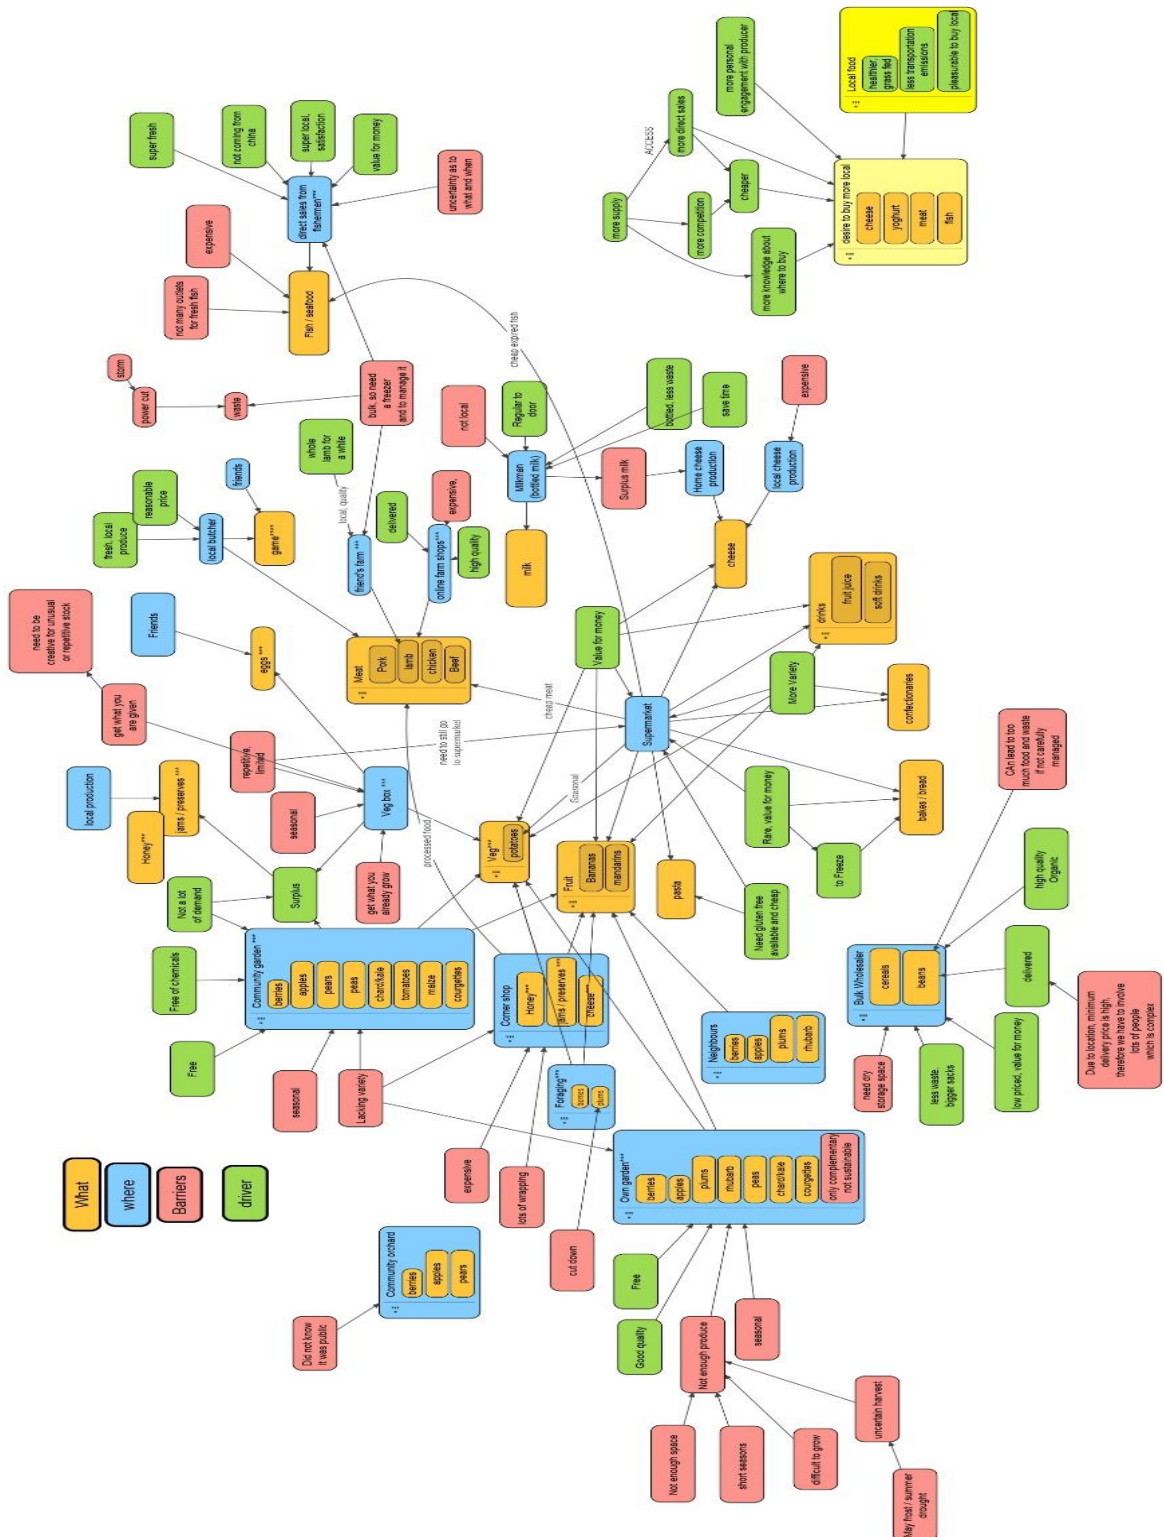 What
where
Barriers
driver
May frost / summer
drought
uncertain harvest
difficult to grow
short seasons
Not enough space
Not enough produce
seasonal
Good quality
Free
Own garden***
berries
apples
plums
rhubarb
peas
chard/kale
courgettes
only complementary
not sustainable
Did not know
it was public
Community orchard
berries
apples
pears
cut down
Foraging***
berries
plums
lots of wrapping
expensive
Lacking variety
seasonal
Free
Free of chemicals
Not a lot
of demand
Community garden ***
berries
apples
pears
peas
chard/kale
tomatoes
maize
courgettes
Corner shop
Honey***
jams / preserves ***
cheese***
Neighbours
berries
apples
plums
rhubarb
Surplus
Honey***
jams / preserves ***
local production
get what you
already grow
seasonal
Veg box ***
repetitive,
limited
get what you
are given
need to be
creative for unusual
or repetitive stock
Friends
eggs ***
need to still go
to supermarket
processed food
Veg***
potatoes
Fruit
Bananas
mandarins
Seasonal
cheap meat
Meat
Pork
lamb
chicken
Beef
fresh, local
produce
reasonable
price
local butcher
friends
game***
whole
lamb for
a while
local, quality
friend's farm ***
delivered
online farm shops***
expensive,
high quality
storm
power cut
waste
bulk, so need
a freezer
and to manage it
not many outlets
for fresh fish
expensive
Fish / seafood
direct sales from
fishermen***
super fresh
not coming from
china
super local,
satisfaction
value for money
uncertainty as to
what and when
cheap expired fish
not local
Regular to
door
Milkman
(bottled milk)
milk
bottled, less waste
save time
Surplus milk
Home cheese
production
local cheese
production
expensive
cheese
Value for money
Supermarket
drinks
fruit juice
soft drinks
More Variety
confectionaries
bakes / bread
Rare, value for money
to Freeze
pasta
Need gluten free
available and cheap
Bulk Wholesaler
cereals
beans
need dry
storage space
less waste,
bigger sacks
low priced, value for money
delivered
high quality
Organic
CAn lead to too
much food and waste
if not carefully
managed
Due to location, minimum
delivery price is high,
therefore we have to involve
lots of people
which is complex
more supply
ACCESS
more direct sales
more competition
cheaper
more knowledge about
where to buy
more personal
engagement with producer
desire to buy more local
cheese
yoghurt
meat
fish
Local food
healthier,
grass fed
less transportation
emissions
pleasurable to buy local